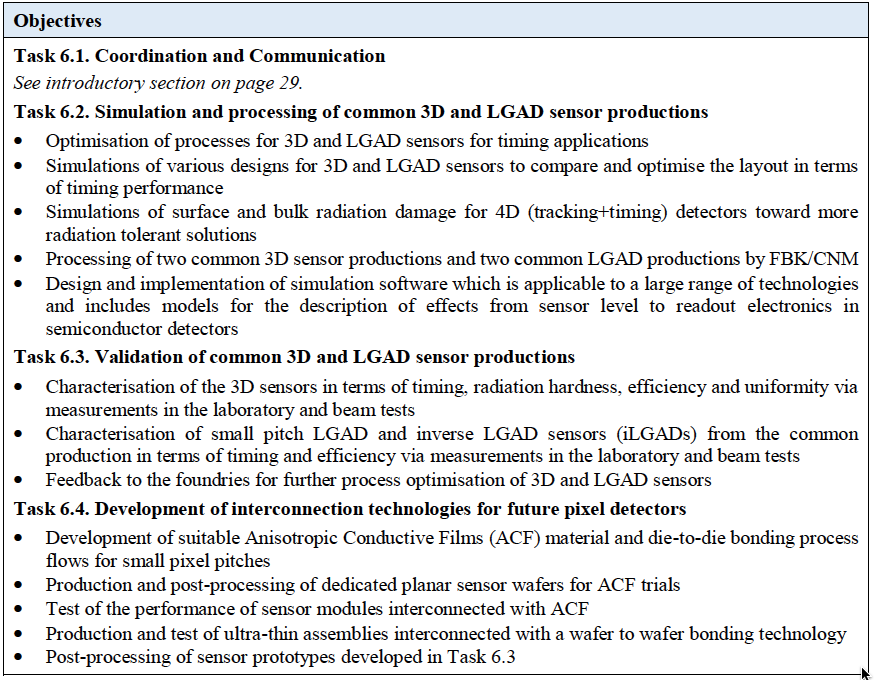 Objectives
Task 6.1. Coordination and Communication
See introductory section on page 29.
Task 6.2. Simulation and processing of common 3D and LGAD sensor productions
• Optimisation of processes for 3D and LGAD sensors for timing applications
• Simulations of various designs for 3D and LGAD sensors to compare and optimise the layout in terms
of timing performance
• Simulations of surface and bulk radiation damage for 4D (tracking+timing) detectors toward more
radiation tolerant solutions
• Processing of two common 3D sensor productions and two common LGAD productions by FBK/CNM
• Design and implementation of simulation software which is applicable to a large range of technologies
and includes models for the description of effects from sensor level to readout electronics in
semiconductor detectors
Task 6.3. Validation of common 3D and LGAD sensor productions
• Characterisation of the 3D sensors in terms of timing, radiation hardness, efficiency and uniformity via
measurements in the laboratory and beam tests
• Characterisation of small pitch LGAD and inverse LGAD sensors (iLGADs) from the common
production in terms of timing and efficiency via measurements in the laboratory and beam tests
• Feedback to the foundries for further process optimisation of 3D and LGAD sensors
Task 6.4. Development of interconnection technologies for future pixel detectors
• Development of suitable Anisotropic Conductive Films (ACF) material and die-to-die bonding process
flows for small pixel pitches
• Production and post-processing of dedicated planar sensor wafers for ACF trials
• Test of the performance of sensor modules interconnected with ACF
• Production and test of ultra-thin assemblies interconnected with a wafer to wafer bonding technology
• Post-processing of sensor prototypes developed in Task 6.3